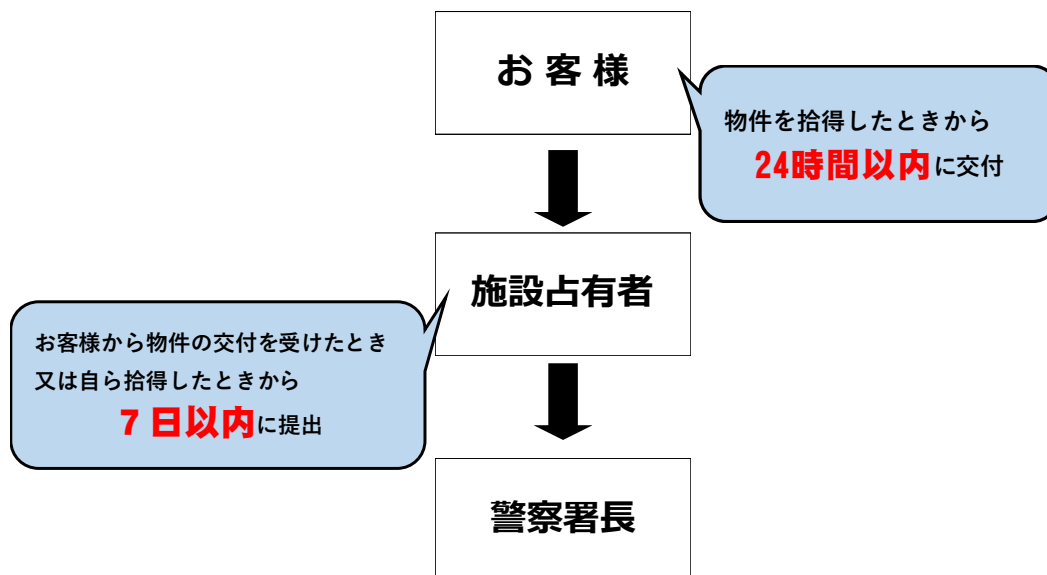 お客様
物件を拾得したときから
24時間以内に交付
施設占有者
お客様から物件の交付を受けたとき
又は自ら拾得したときから
7日以内に提出
警察署長